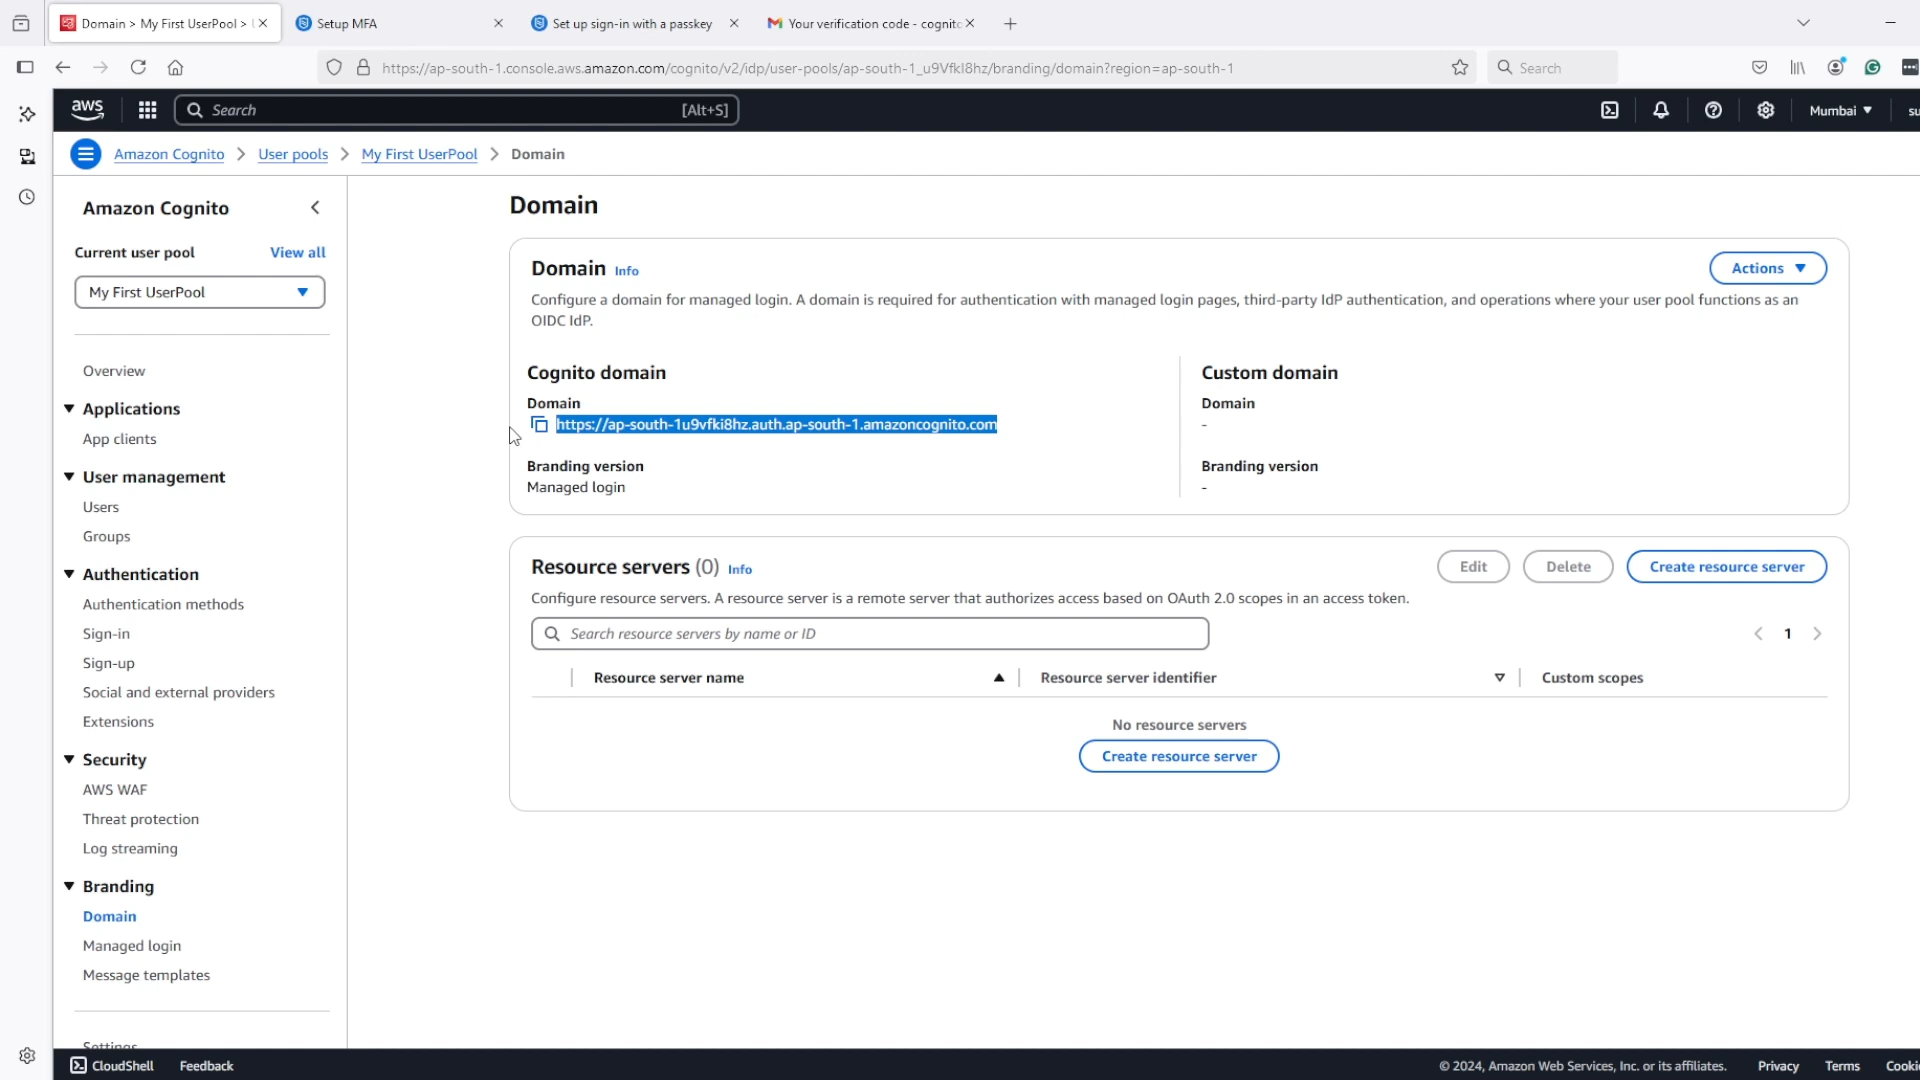 Domain > My First UserPool >
Setup MFA
Set up sign-in with a passkey
Your verification code - cognito
https://ap-south-1.console.aws.amazon.com/cognito/v2/idp/user-pools/ap-south-1_u9VfkI8hz/branding/domain?region=ap-south-1
Search
aws
Search
[Alt+S]
Mumbai
su
Amazon Cognito
User pools
My First UserPool
Domain
Amazon Cognito
Current user pool
View all
My First UserPool
Overview
Applications
App clients
User management
Users
Groups
Authentication
Authentication methods
Sign-in
Sign-up
Social and external providers
Extensions
Security
AWS WAF
Threat protection
Log streaming
Branding
Domain
Managed login
Message templates
Settings
Domain
Domain Info
Actions
Configure a domain for managed login. A domain is required for authentication with managed login pages, third-party IdP authentication, and operations where your user pool functions as an
OIDC IdP.
Cognito domain
Domain
https://ap-south-1u9vfki8hz.auth.ap-south-1.amazoncognito.com
Branding version
Managed login
Custom domain
Domain
-
Branding version
-
Resource servers (0) Info
Edit
Delete
Create resource server
Configure resource servers. A resource server is a remote server that authorizes access based on OAuth 2.0 scopes in an access token.
Search resource servers by name or ID
1
Resource server name
Resource server identifier
Custom scopes
No resource servers
Create resource server
CloudShell
Feedback
© 2024, Amazon Web Services, Inc. or its affiliates.
Privacy
Terms
Cooki